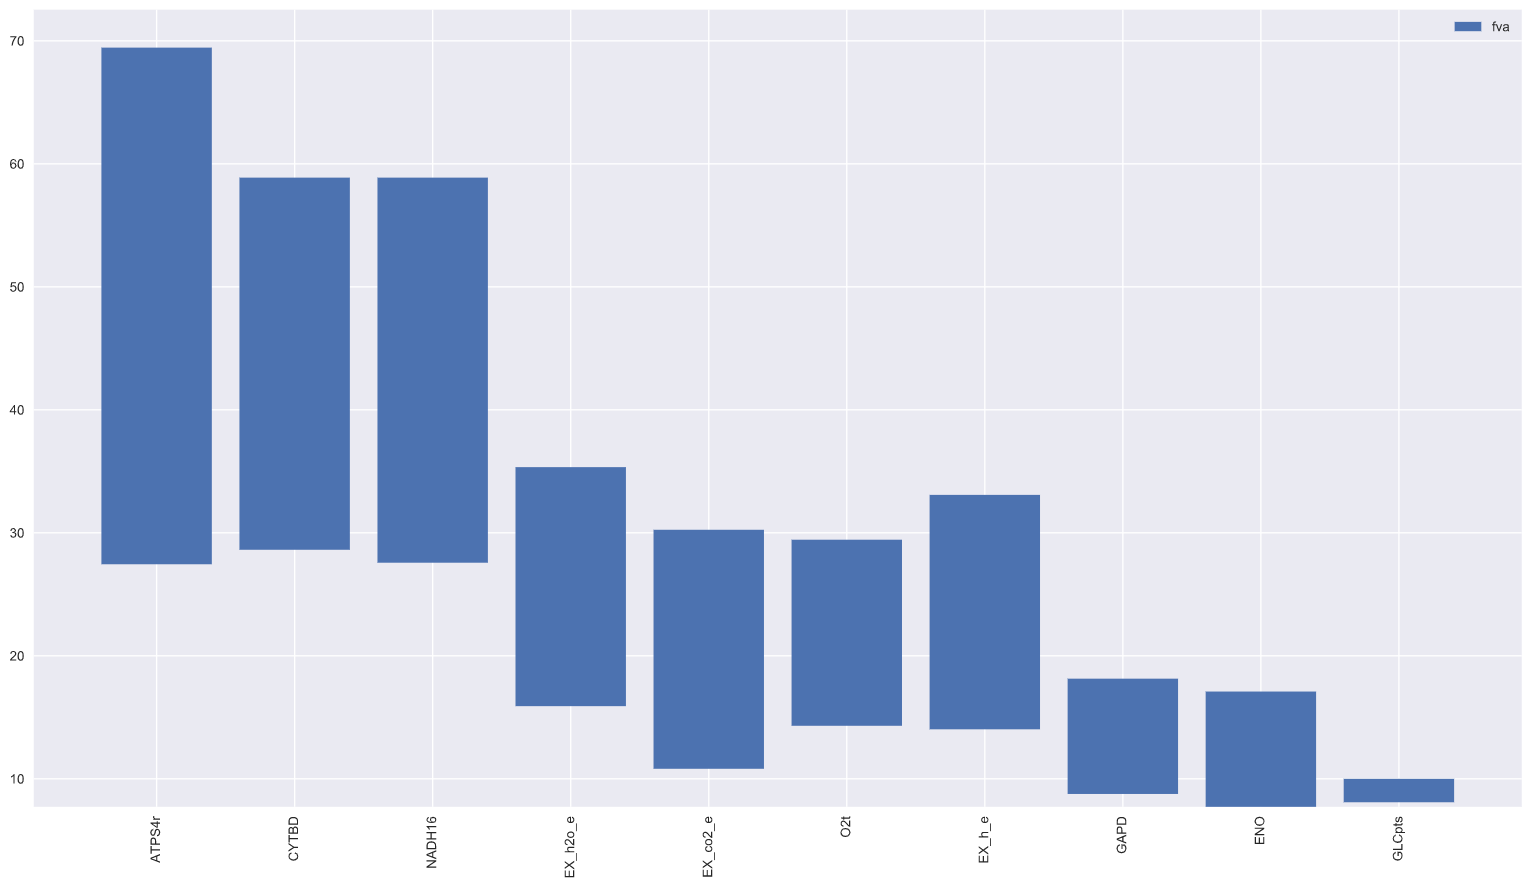 fva
70
60
50
40
30
20
10
ATPS4r
CYTBD
NADH16
EX_h2o_e
EX_co2_e
O2t
EX_h_e
GAPD
ENO
GLCpts